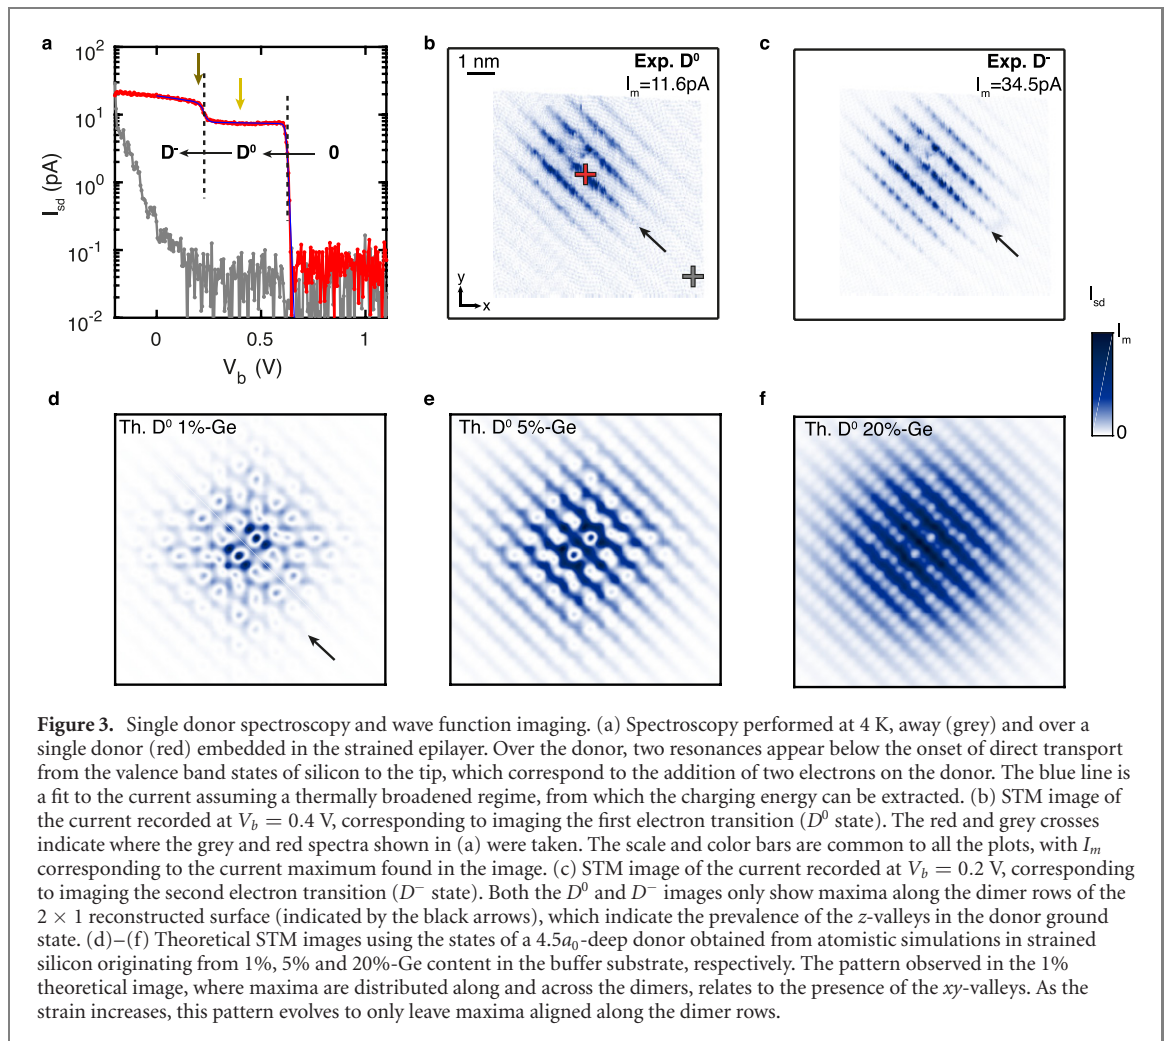 a
10²
10¹
10⁰
10⁻¹
10⁻²
I_sd (pA)
D⁻
D⁰
0
0
0.5
1
V_b (V)
b
1 nm
Exp. D⁰
I_m=11.6pA
y
x
c
Exp. D⁻
I_m=34.5pA
I_sd
I_m
0
d
Th. D⁰ 1%-Ge
e
Th. D⁰ 5%-Ge
f
Th. D⁰ 20%-Ge
Figure 3. Single donor spectroscopy and wave function imaging. (a) Spectroscopy performed at 4 K, away (grey) and over a
single donor (red) embedded in the strained epilayer. Over the donor, two resonances appear below the onset of direct transport
from the valence band states of silicon to the tip, which correspond to the addition of two electrons on the donor. The blue line is
a fit to the current assuming a thermally broadened regime, from which the charging energy can be extracted. (b) STM image of
the current recorded at V_b = 0.4 V, corresponding to imaging the first electron transition (D⁰ state). The red and grey crosses
indicate where the grey and red spectra shown in (a) were taken. The scale and color bars are common to all the plots, with I_m
corresponding to the current maximum found in the image. (c) STM image of the current recorded at V_b = 0.2 V, corresponding
to imaging the second electron transition (D⁻ state). Both the D⁰ and D⁻ images only show maxima along the dimer rows of the
2 × 1 reconstructed surface (indicated by the black arrows), which indicate the prevalence of the z-valleys in the donor ground
state. (d)–(f) Theoretical STM images using the states of a 4.5a₀-deep donor obtained from atomistic simulations in strained
silicon originating from 1%, 5% and 20%-Ge content in the buffer substrate, respectively. The pattern observed in the 1%
theoretical image, where maxima are distributed along and across the dimers, relates to the presence of the xy-valleys. As the
strain increases, this pattern evolves to only leave maxima aligned along the dimer rows.